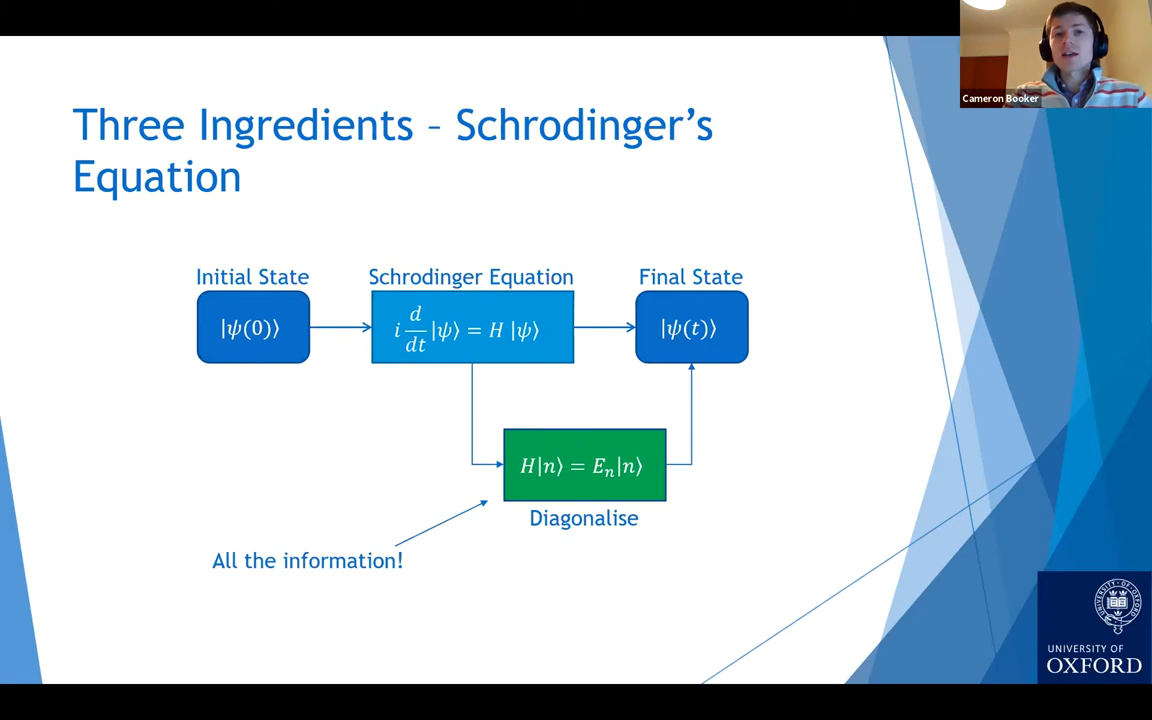 Cameron Booker
Three Ingredients – Schrodinger’s
Equation
Initial State
Schrodinger Equation
Final State
|ψ(0)⟩
i d/dt |ψ⟩ = H |ψ⟩
|ψ(t)⟩
H|n⟩ = Eₙ|n⟩
Diagonalise
All the information!
UNIVERSITY OF
OXFORD